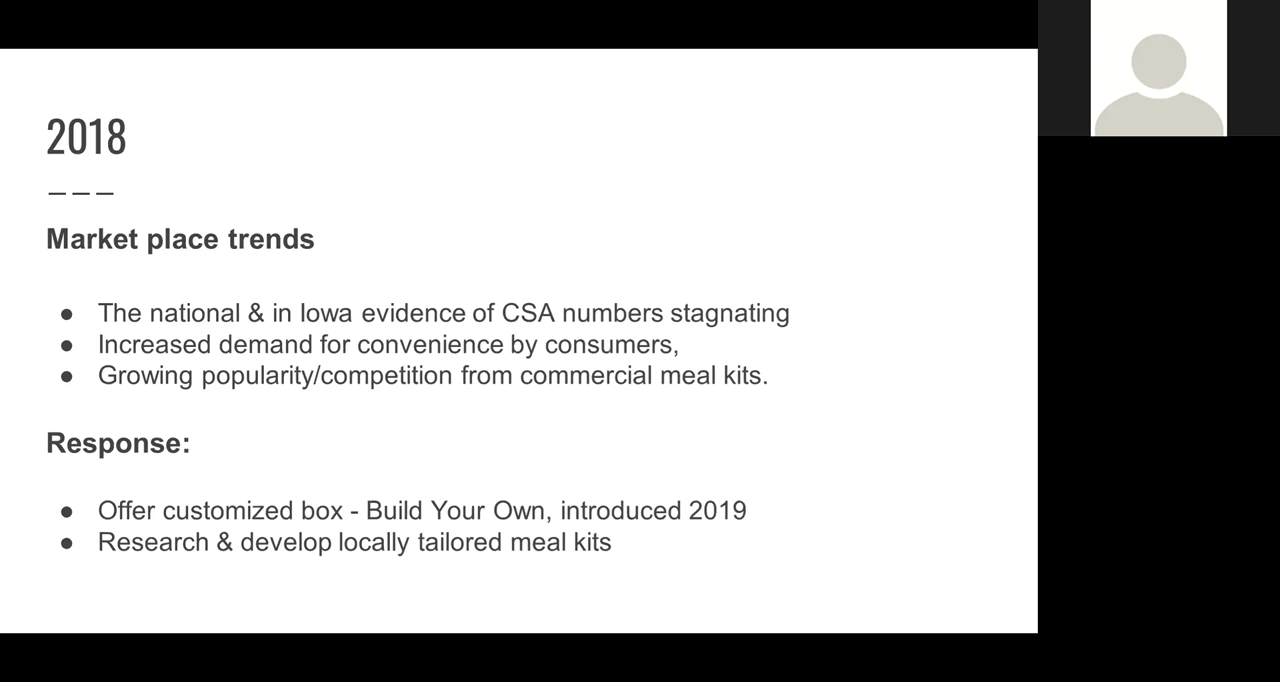 2018
Market place trends
● The national & in Iowa evidence of CSA numbers stagnating
● Increased demand for convenience by consumers,
● Growing popularity/competition from commercial meal kits.
Response:
● Offer customized box - Build Your Own, introduced 2019
● Research & develop locally tailored meal kits